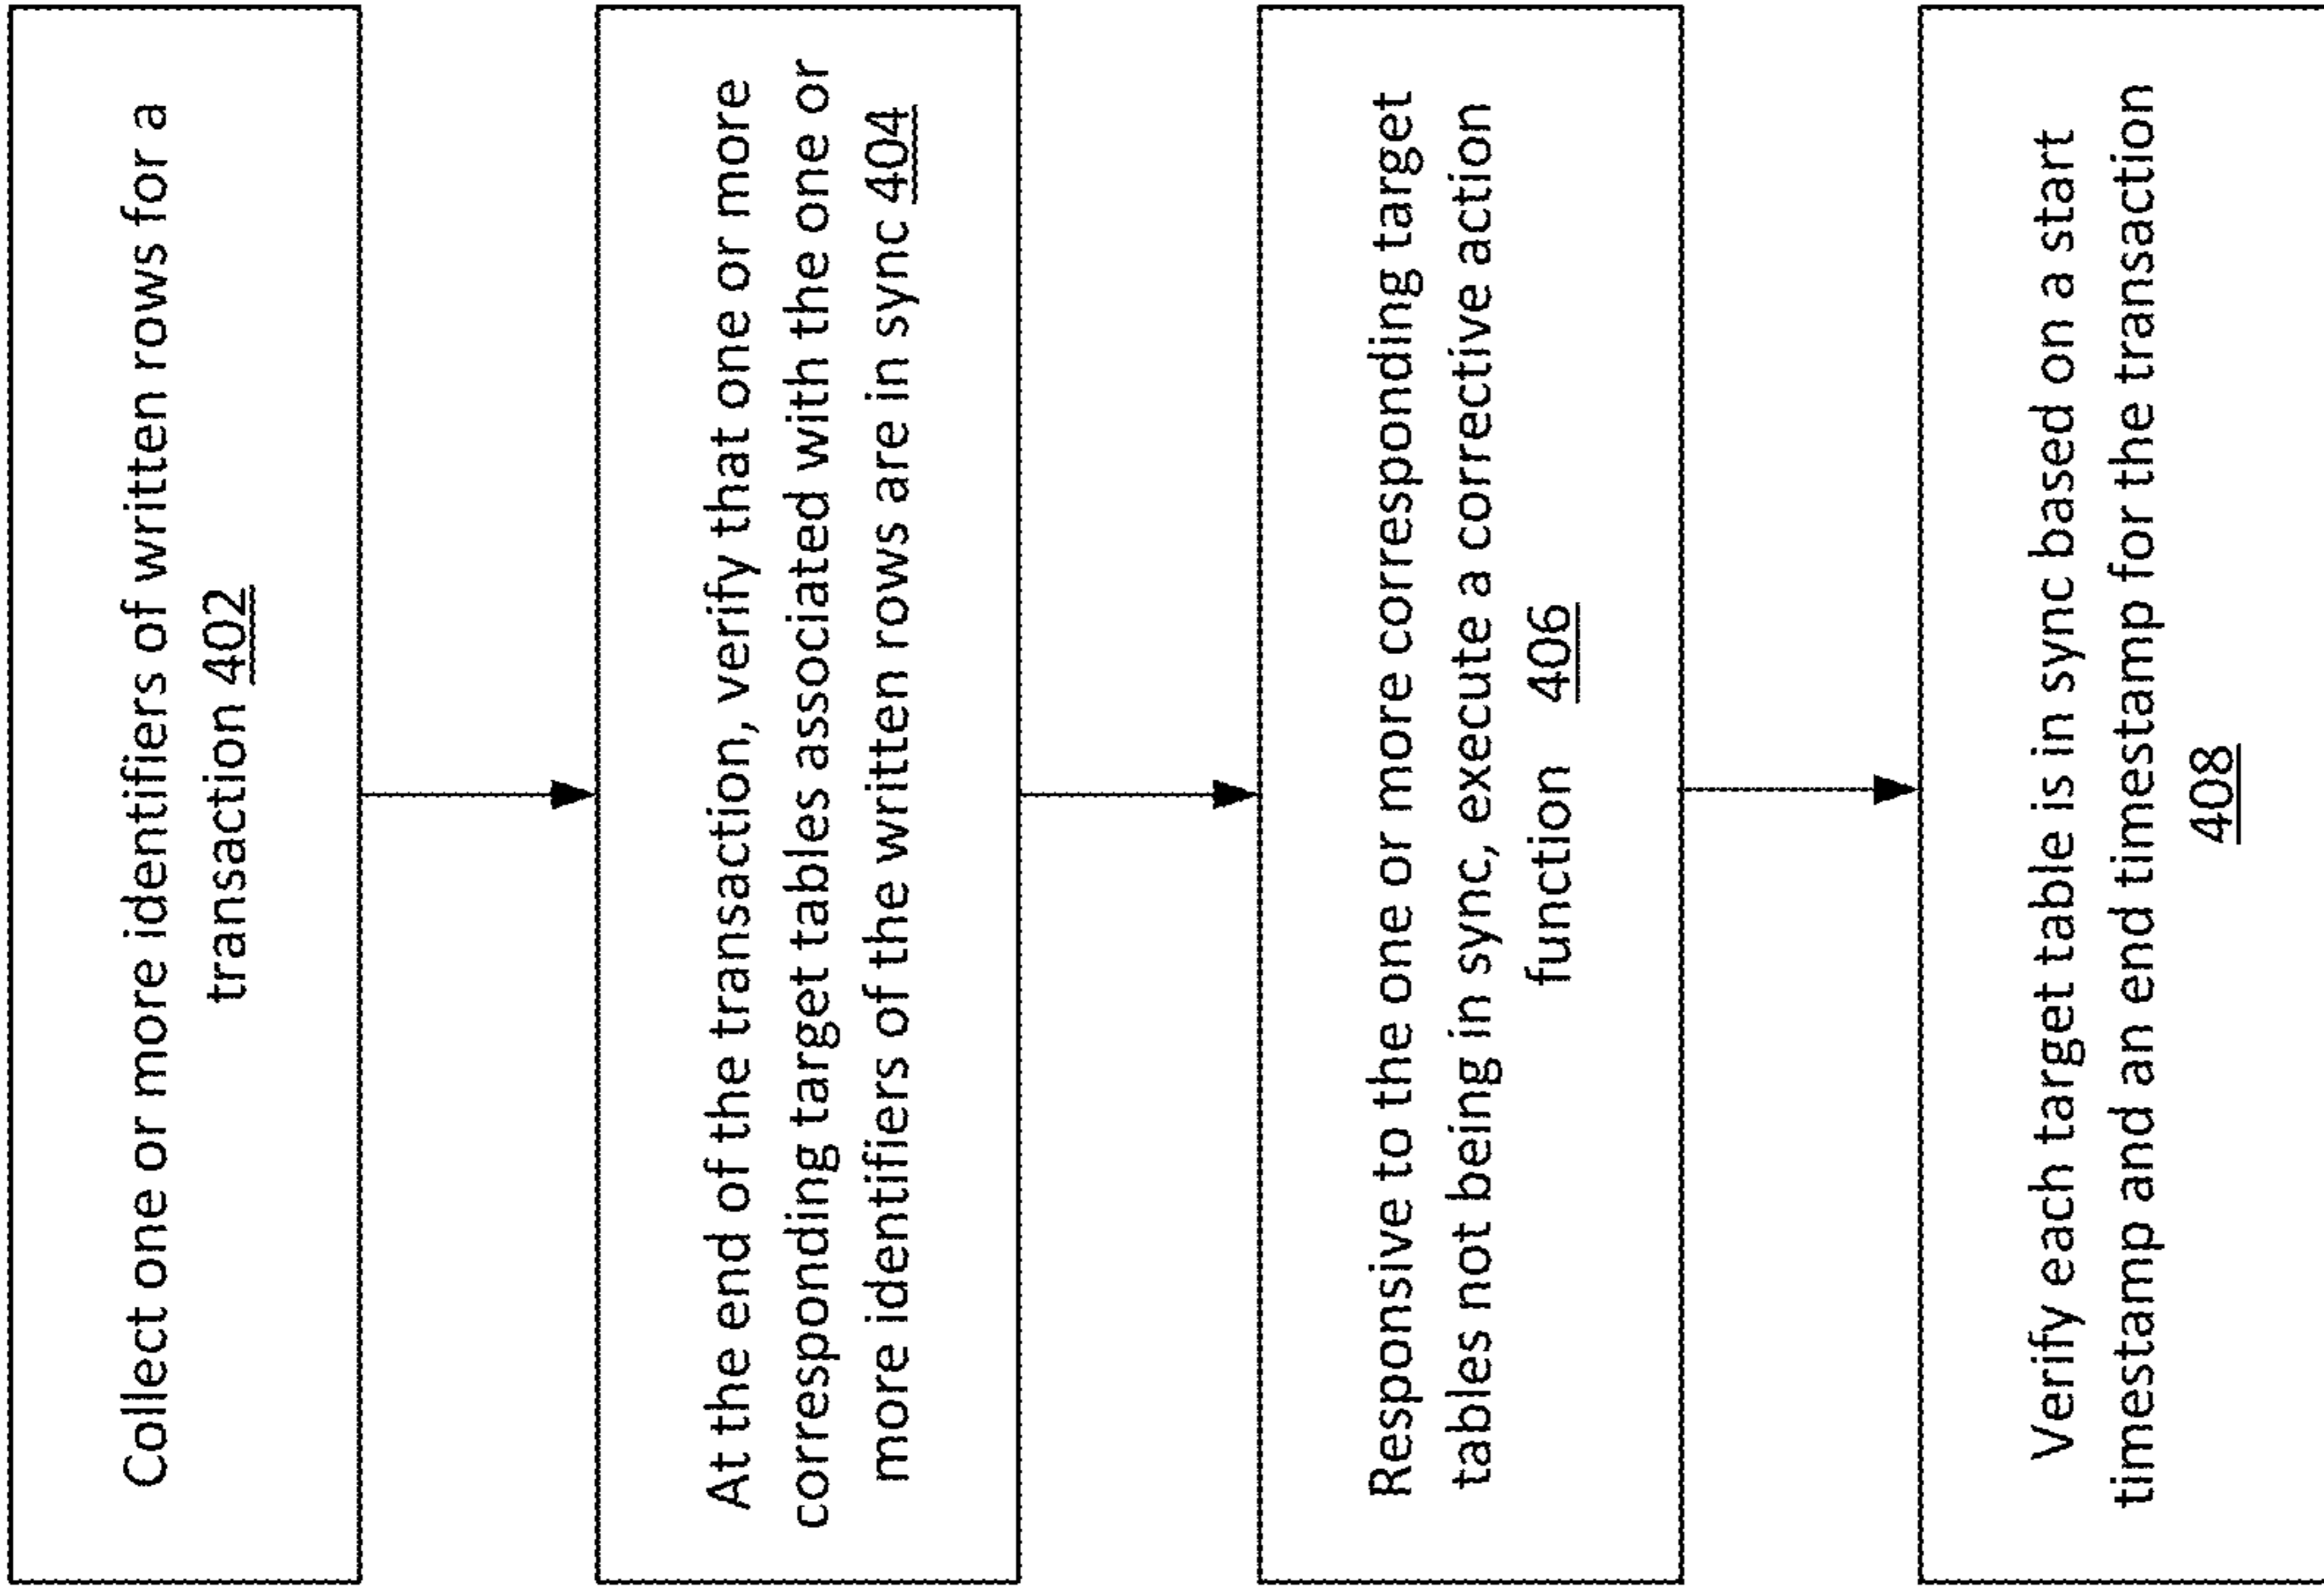 Collect one or more identifiers of written rows for a
transaction 402
At the end of the transaction, verify that one or more
corresponding target tables associated with the one or
more identifiers of the written rows are in sync 404
Responsive to the one or more corresponding target
tables not being in sync, execute a corrective action
function 406
Verify each target table is in sync based on a start
timestamp and an end timestamp for the transaction
408